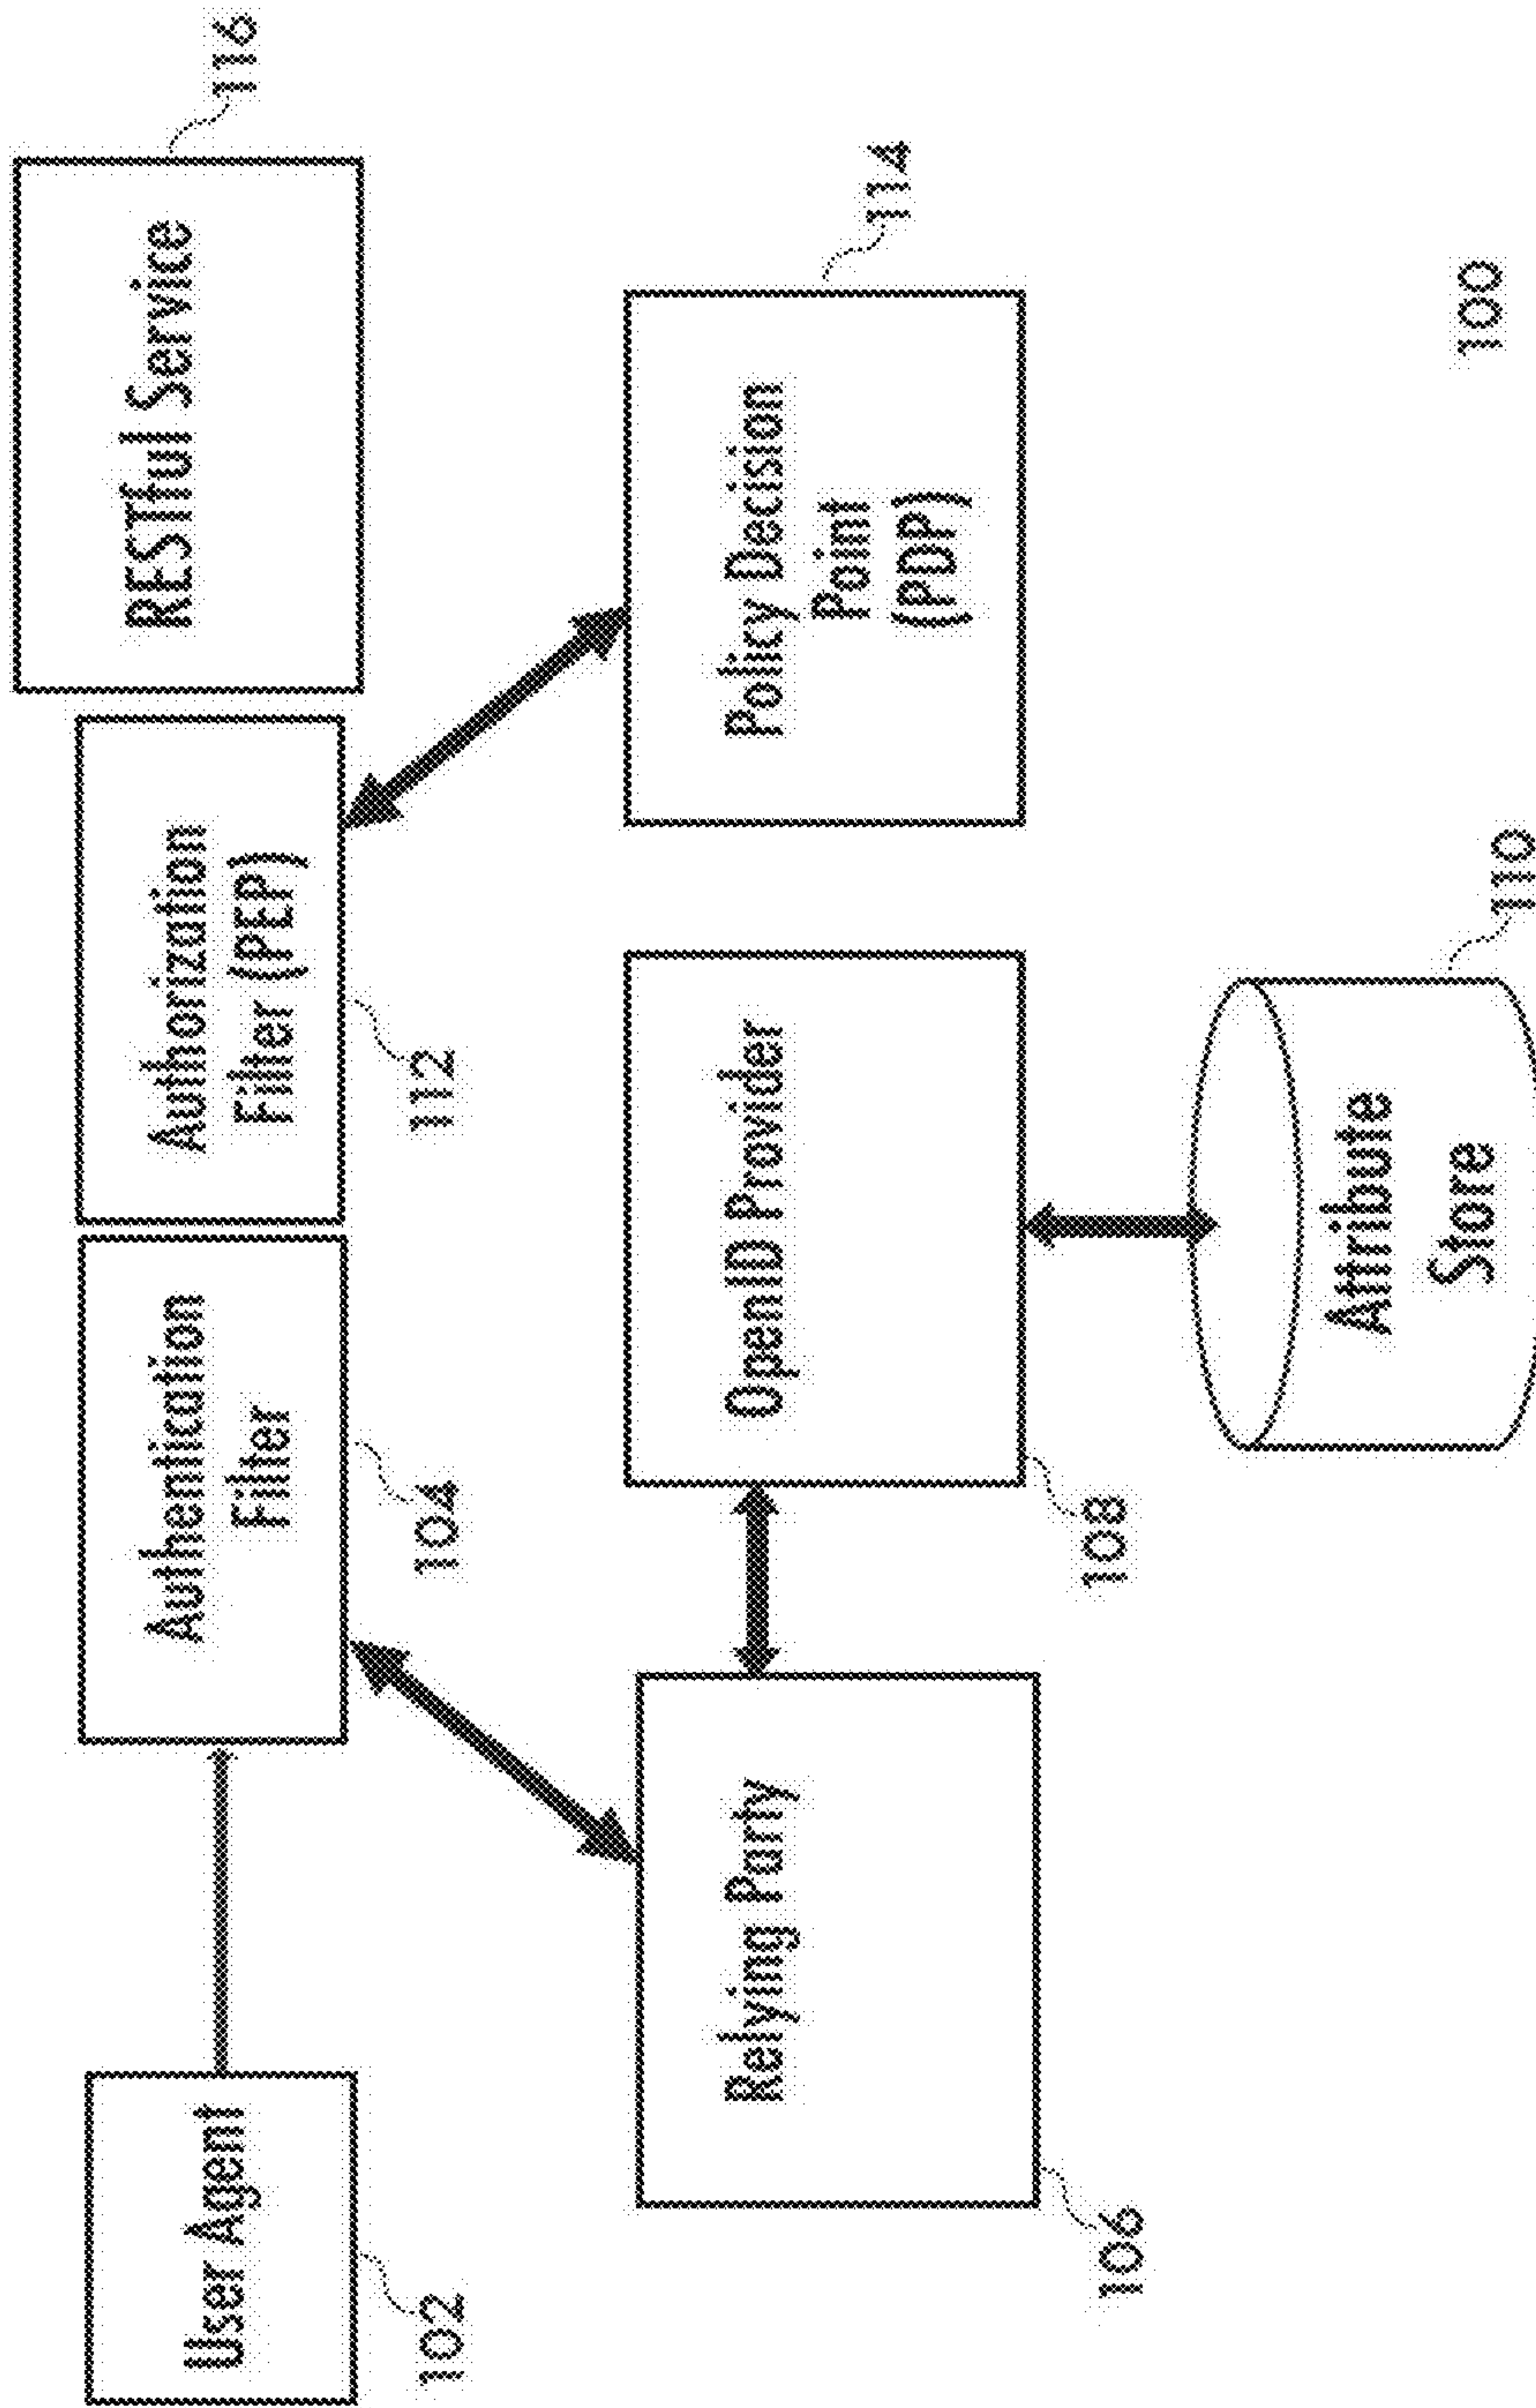 User Agent
102
Authentication
Filter
104
Authorization
Filter (PEP)
112
RESTful Service
116
Relying Party
106
OpenID Provider
108
Policy Decision
Point
(PDP)
114
Attribute
Store
110
100